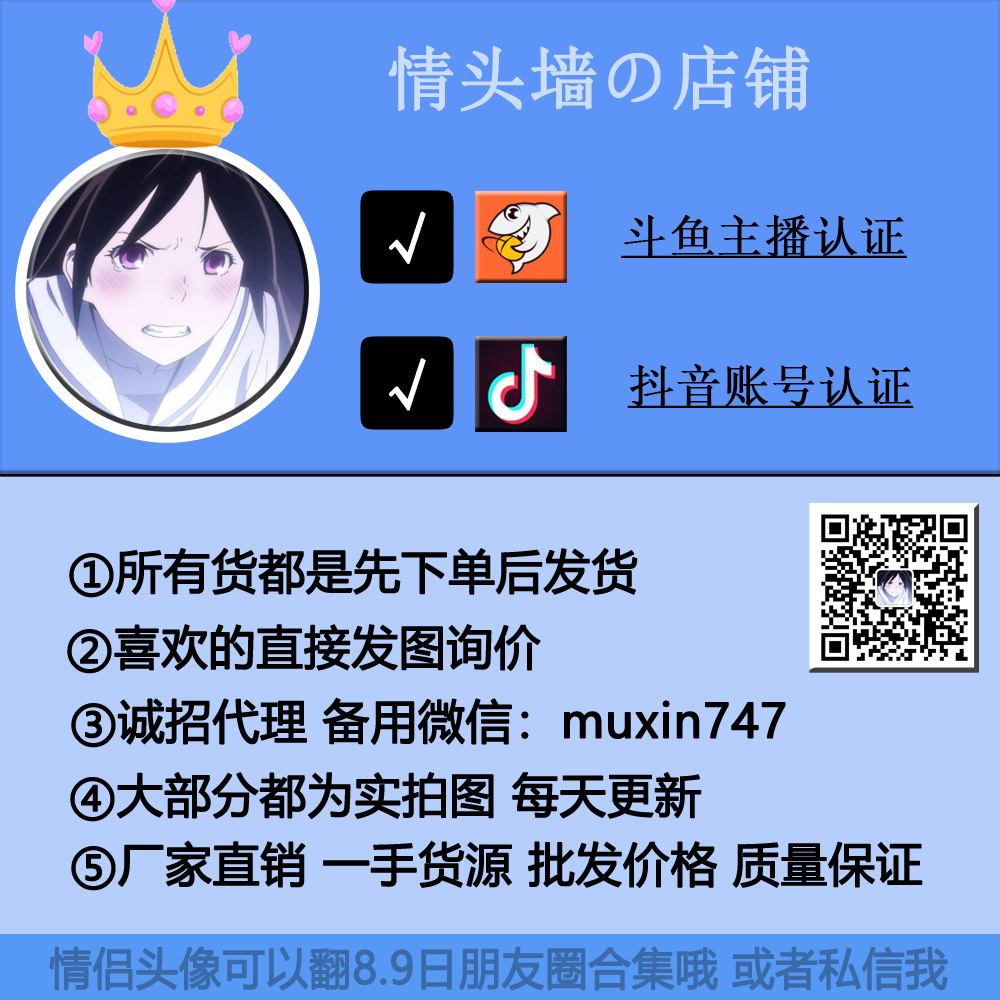 情头墙の店铺
斗鱼主播认证
抖音账号认证
①所有货都是先下单后发货
②喜欢的直接发图询价
③诚招代理 备用微信：muxin747
④大部分都为实拍图 每天更新
⑤厂家直销 一手货源 批发价格 质量保证
情侣头像可以翻8.9日朋友圈合集哦 或者私信我